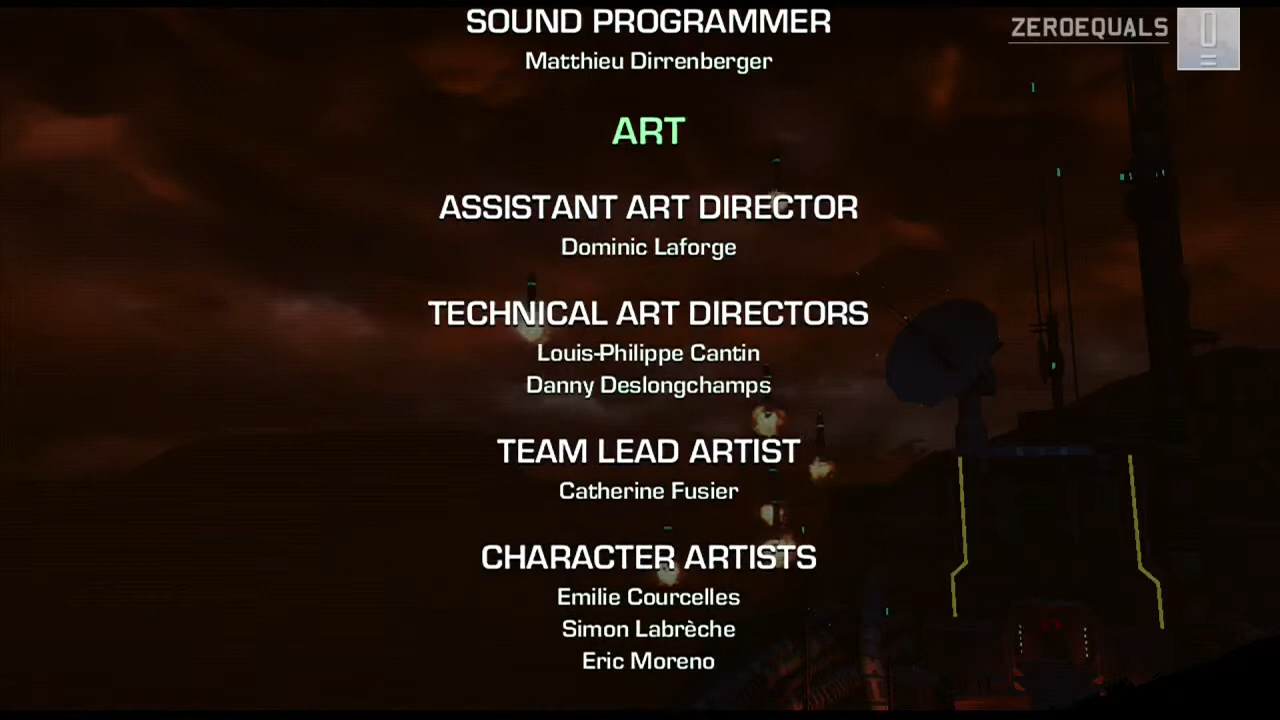 SOUND PROGRAMMER
ZEROEQUALS
Matthieu Dirrenberger
ART
ASSISTANT ART DIRECTOR
Dominic Laforge
TECHNICAL ART DIRECTORS
Louis-Philippe Cantin
Danny Deslongchamps
TEAM LEAD ARTIST
Catherine Fusier
CHARACTER ARTISTS
Emilie Courcelles
Simon Labrèche
Eric Moreno